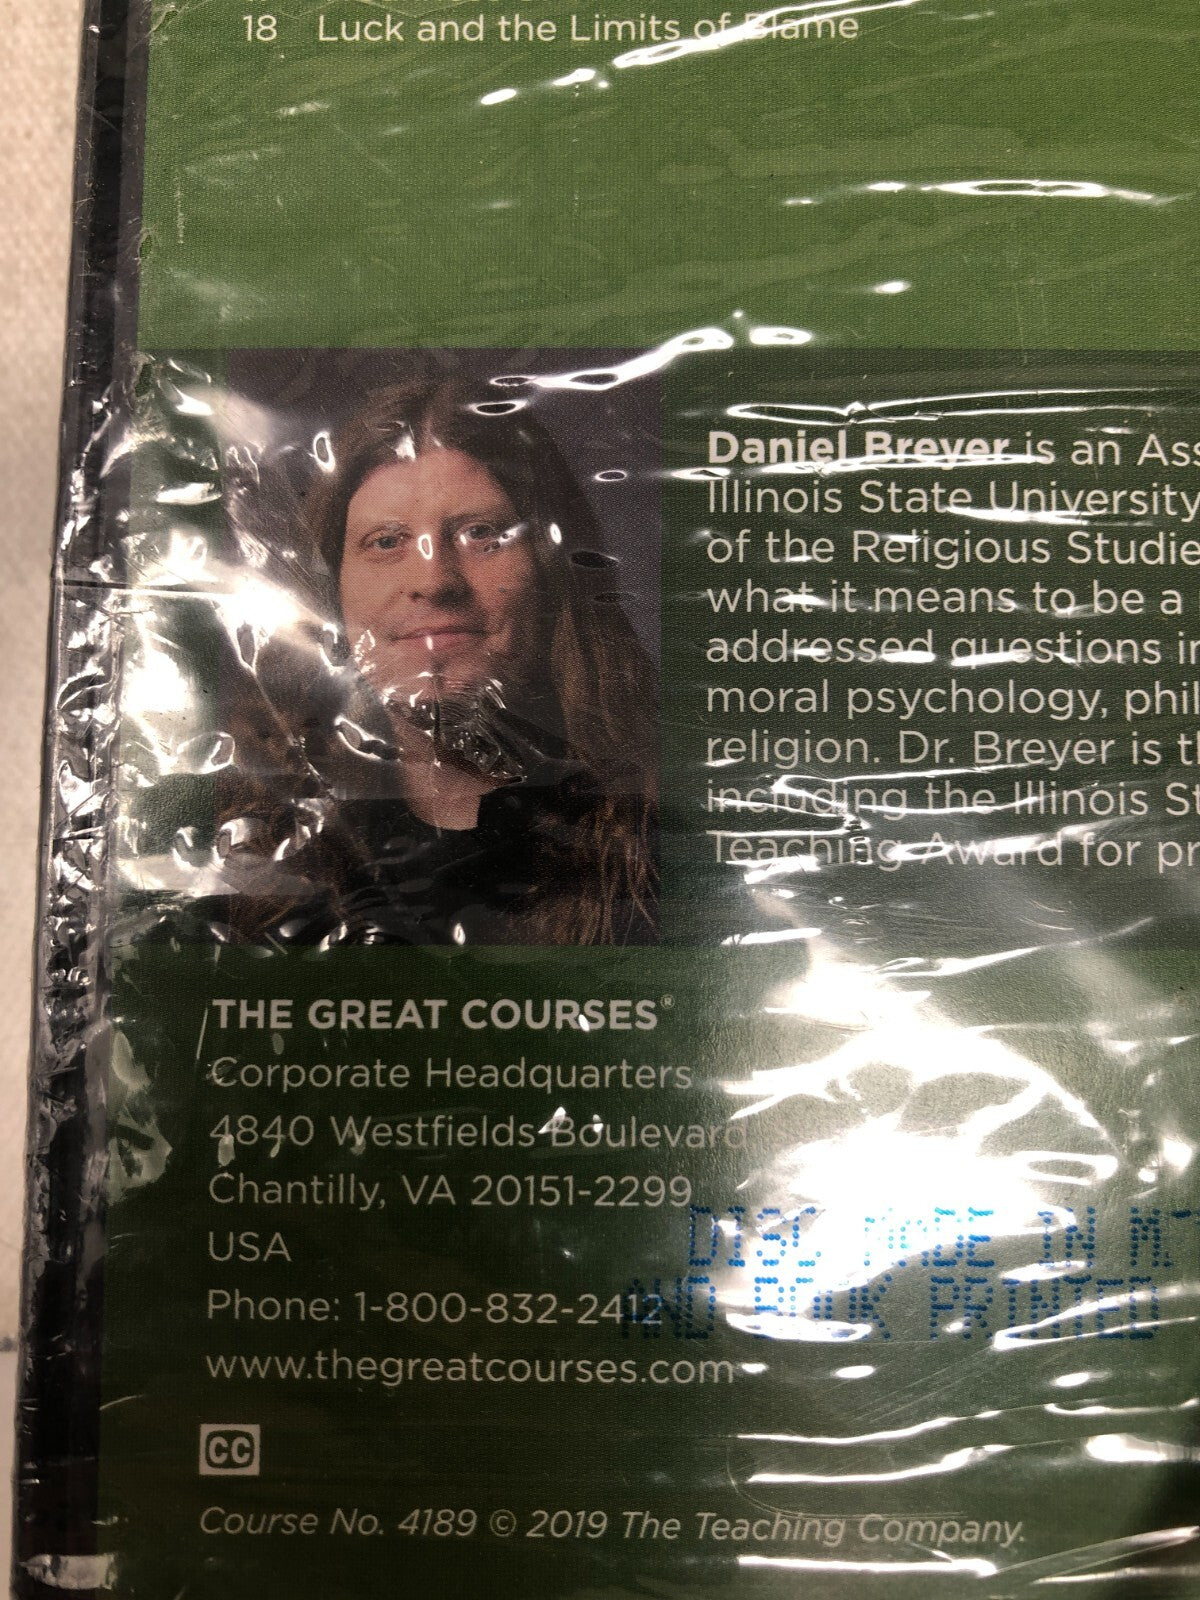 18 Luck and the Limits of Blame
Daniel Breyer is an Ass
Illinois State University
of the Religious Studie
what it means to be a
addressed questions in
moral psychology, phil
religion. Dr. Breyer is th
including the Illinois St
Teaching Award for pr
THE GREAT COURSES®
Corporate Headquarters
4840 Westfields Boulevard
Chantilly, VA 20151-2299
USA
DISC MADE IN M
Phone: 1-800-832-2412
AND BOOK PRINTED
www.thegreatcourses.com
CC
Course No. 4189 © 2019 The Teaching Company.